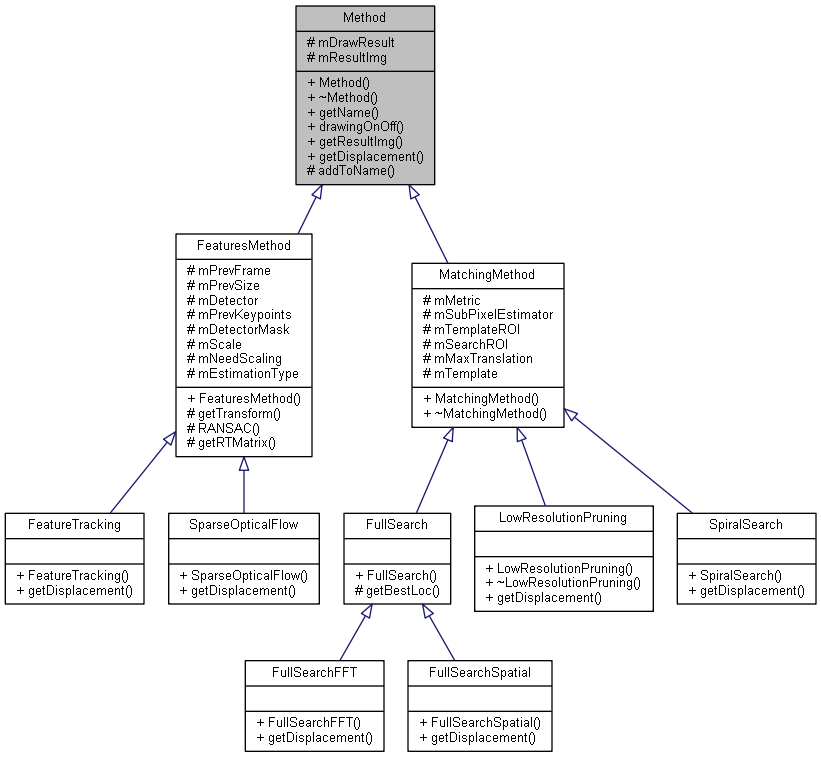 Method
# mDrawResult
# mResultImg
+ Method()
+ ~Method()
+ getName()
+ drawingOnOff()
+ getResultImg()
+ getDisplacement()
# addToName()
FeaturesMethod
# mPrevFrame
# mPrevSize
# mDetector
# mPrevKeypoints
# mDetectorMask
# mScale
# mNeedScaling
# mEstimationType
+ FeaturesMethod()
# getTransform()
# RANSAC()
# getRTMatrix()
MatchingMethod
# mMetric
# mSubPixelEstimator
# mTemplateROI
# mSearchROI
# mMaxTranslation
# mTemplate
+ MatchingMethod()
+ ~MatchingMethod()
FeatureTracking
+ FeatureTracking()
+ getDisplacement()
SparseOpticalFlow
+ SparseOpticalFlow()
+ getDisplacement()
FullSearch
+ FullSearch()
# getBestLoc()
LowResolutionPruning
+ LowResolutionPruning()
+ ~LowResolutionPruning()
+ getDisplacement()
SpiralSearch
+ SpiralSearch()
+ getDisplacement()
FullSearchFFT
+ FullSearchFFT()
+ getDisplacement()
FullSearchSpatial
+ FullSearchSpatial()
+ getDisplacement()